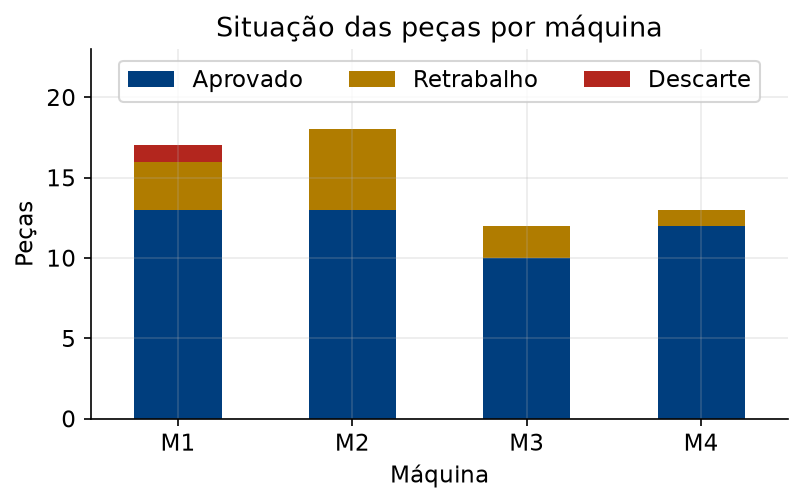 Situação das peças por máquina
Aprovado Retrabalho Descarte
20
15
10
5
0
Peças
M1 M2 M3 M4
Máquina